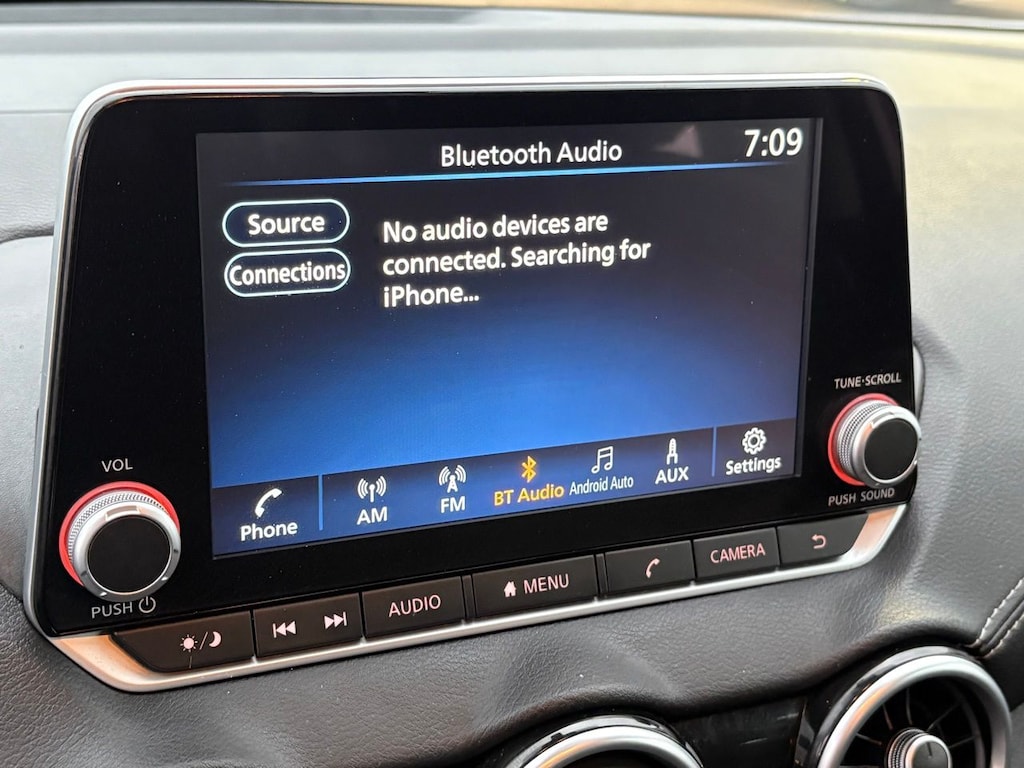 Bluetooth Audio
7:09
Source
Connections
No audio devices are
connected. Searching for
iPhone...
TUNE·SCROLL
PUSH SOUND
VOL
PUSH
Phone
AM
FM
BT Audio
Android Auto
AUX
Settings
AUDIO
MENU
CAMERA